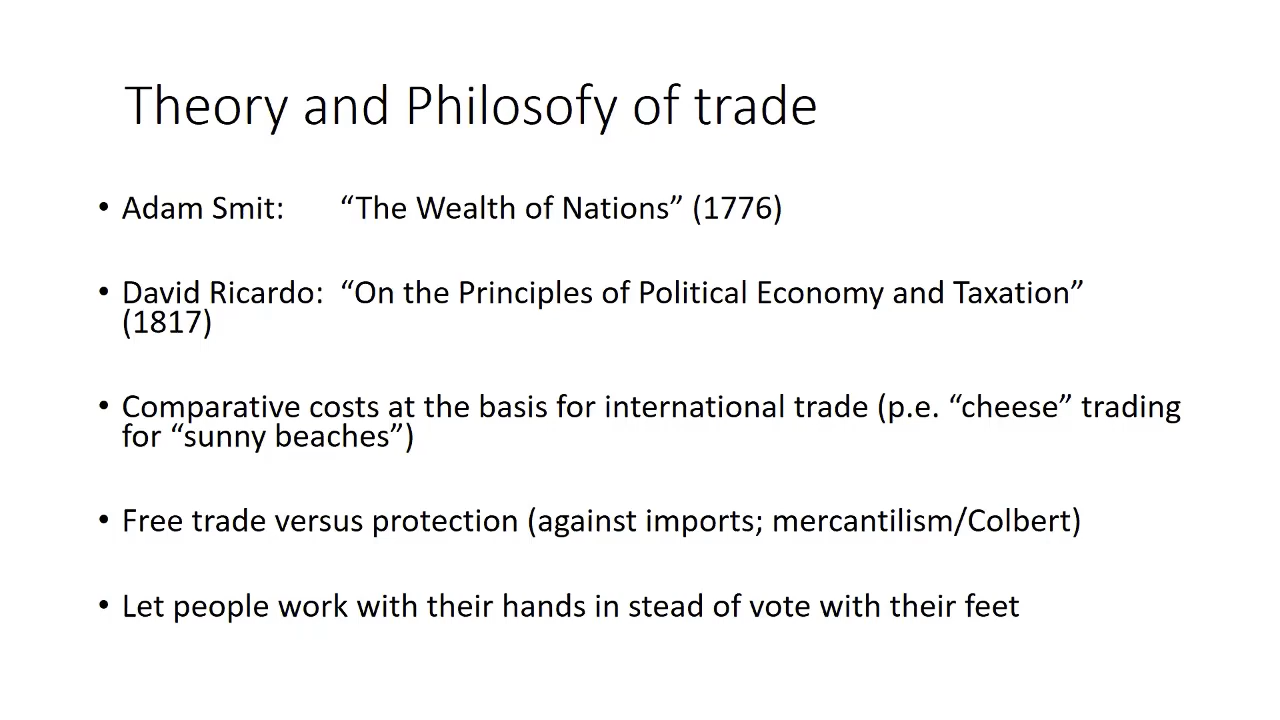 Theory and Philosofy of trade
• Adam Smit: “The Wealth of Nations” (1776)
• David Ricardo: “On the Principles of Political Economy and Taxation”
(1817)
• Comparative costs at the basis for international trade (p.e. “cheese” trading
for “sunny beaches”)
• Free trade versus protection (against imports; mercantilism/Colbert)
• Let people work with their hands in stead of vote with their feet